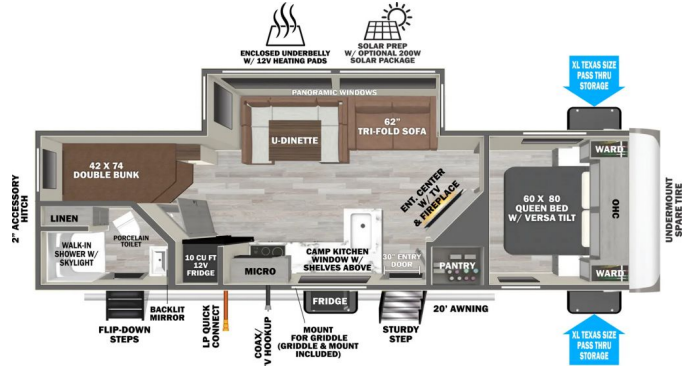 ENCLOSED UNDERBELLY
W/ 12V HEATING PADS
SOLAR PREP
W/ OPTIONAL 200W
SOLAR PACKAGE
XL TEXAS SIZE
PASS THRU
STORAGE
PANORAMIC WINDOWS
U-DINETTE
62"
TRI-FOLD SOFA
42 X 74
DOUBLE BUNK
2" ACCESSORY
HITCH
LINEN
PORCELAIN
TOILET
WALK-IN
SHOWER W/
SKYLIGHT
10 CU FT
12V
FRIDGE
MICRO
CAMP KITCHEN
WINDOW W/
SHELVES ABOVE
ENT. CENTER
W/ TV
& FIREPLACE
30" ENTRY
DOOR
PANTRY
WARD
60 X 80
QUEEN BED
W/ VERSA TILT
OHC
WARD
UNDERMOUNT
SPARE TIRE
FLIP-DOWN
STEPS
BACKLIT
MIRROR
LP QUICK
CONNECT
COAX/
V HOOKUP
FRIDGE
MOUNT
FOR GRIDDLE
(GRIDDLE & MOUNT
INCLUDED)
STURDY
STEP
20' AWNING
XL TEXAS SIZE
PASS THRU
STORAGE